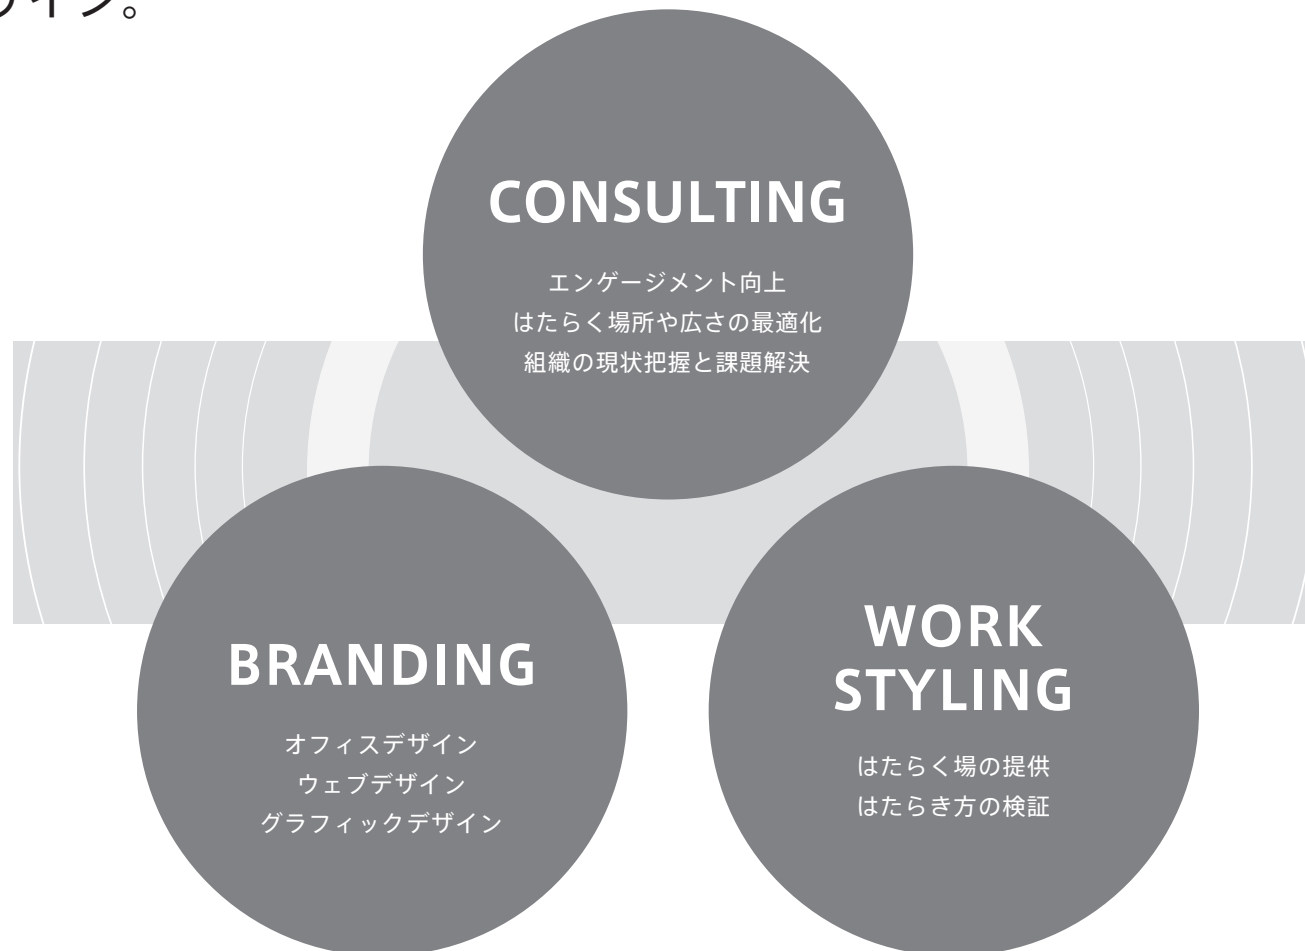 イン。
CONSULTING
エンゲージメント向上
はたらく場所や広さの最適化
組織の現状把握と課題解決
BRANDING
オフィスデザイン
ウェブデザイン
グラフィックデザイン
WORK
STYLING
はたらく場の提供
はたらき方の検証